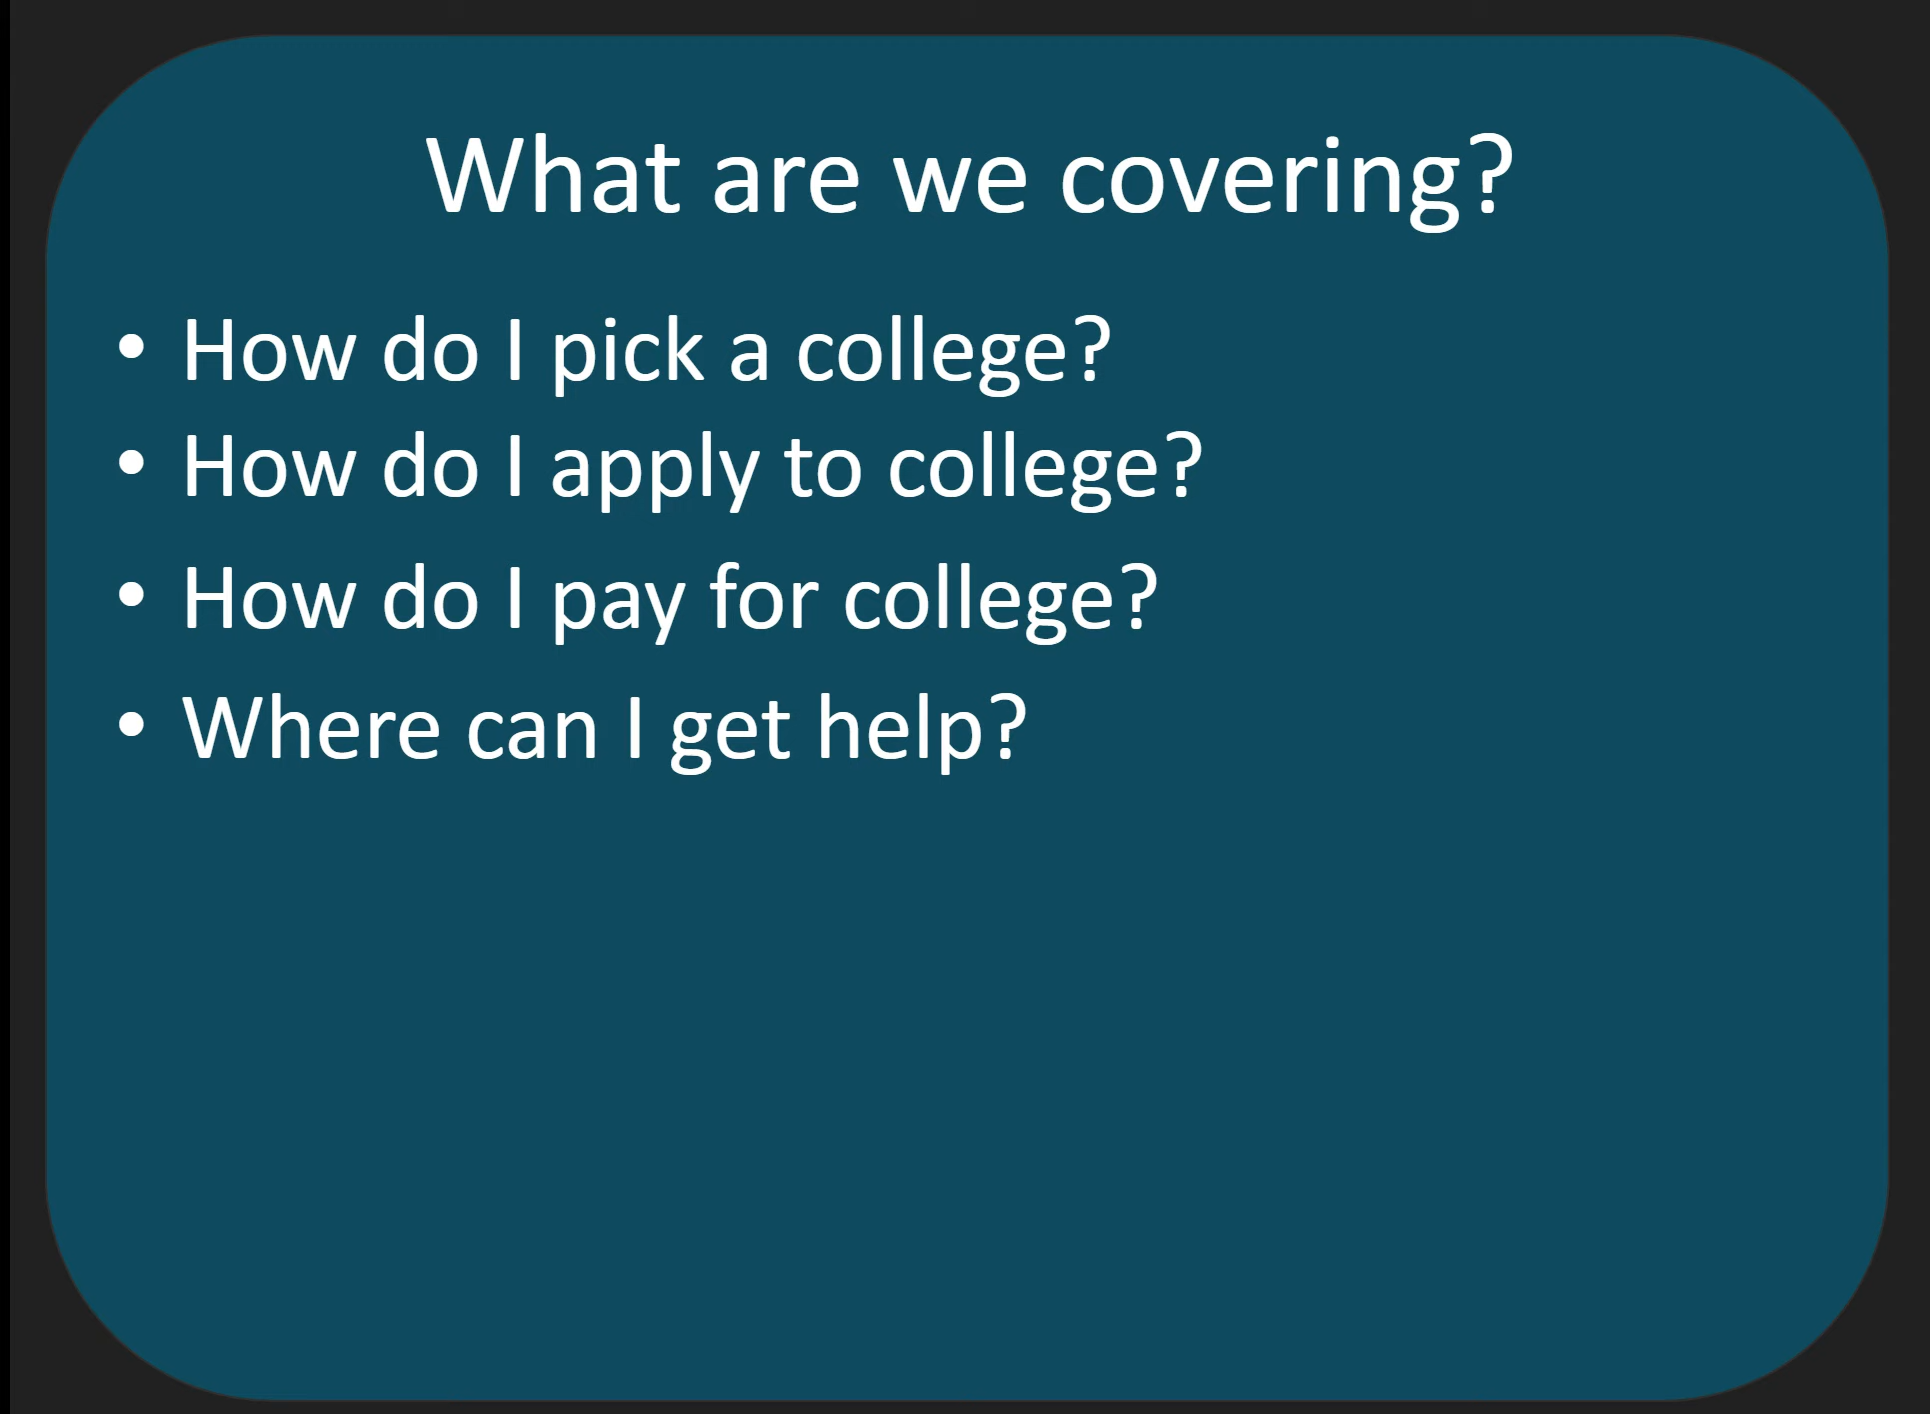 What are we covering?
• How do I pick a college?
• How do I apply to college?
• How do I pay for college?
• Where can I get help?